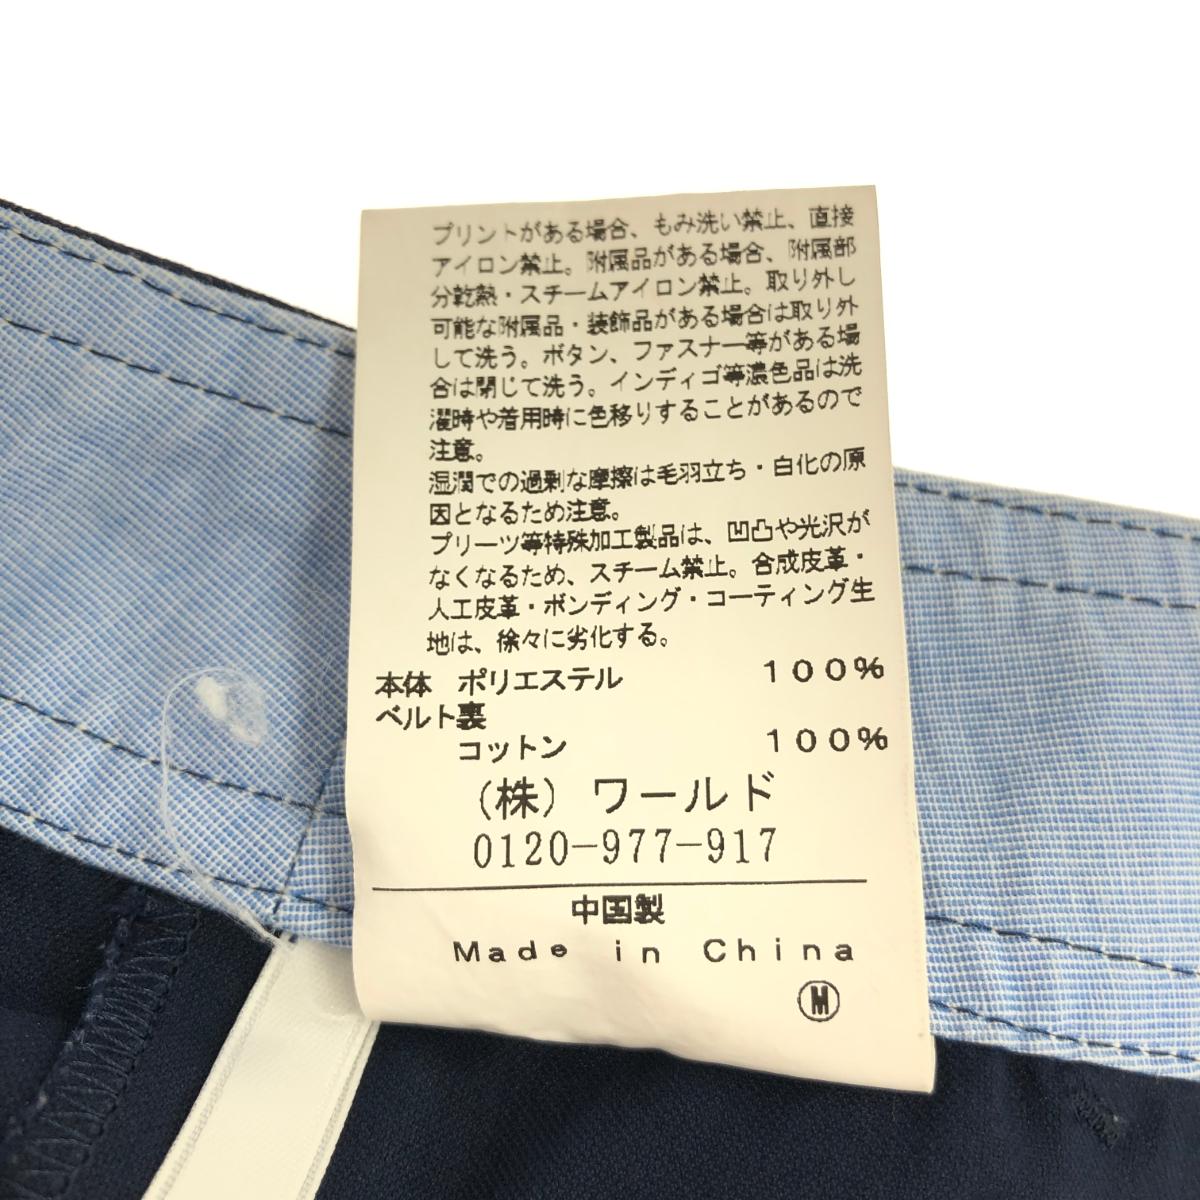 プリントがある場合、もみ洗い禁止、直接
アイロン禁止。附属品がある場合、附属部
分乾熱・スチームアイロン禁止。取り外し
可能な附属品・装飾品がある場合は取り外
して洗う。ボタン、ファスナー等がある場
合は閉じて洗う。インディゴ等濃色品は洗
濯時や着用時に色移りすることがあるので
注意。
湿潤での過剰な摩擦は毛羽立ち・白化の原
因となるため注意。
プリーツ等特殊加工製品は、凹凸や光沢が
なくなるため、スチーム禁止。合成皮革・
人工皮革・ボンディング・コーティング生
地は、徐々に劣化する。
本体 ポリエステル 100%
ベルト裏
コットン 100%
(株) ワールド
0120-977-917
中国製
Made in China
Ⓜ